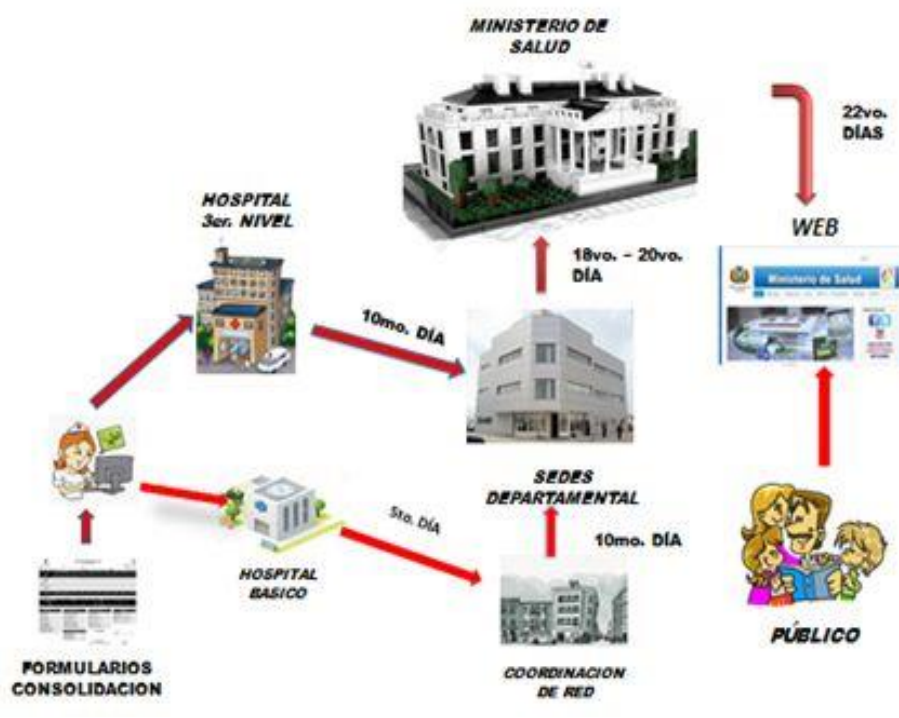 MINISTERIO DE
SALUD
22vo.
DÍAS
HOSPITAL
3er. NIVEL
WEB
18vo. – 20vo.
DÍA
Ministerio de Salud
10mo. DÍA
SEDES
DEPARTAMENTAL
5to. DÍA
10mo. DÍA
HOSPITAL
BASICO
PÚBLICO
FORMULARIOS
CONSOLIDACION
COORDINACION
DE RED